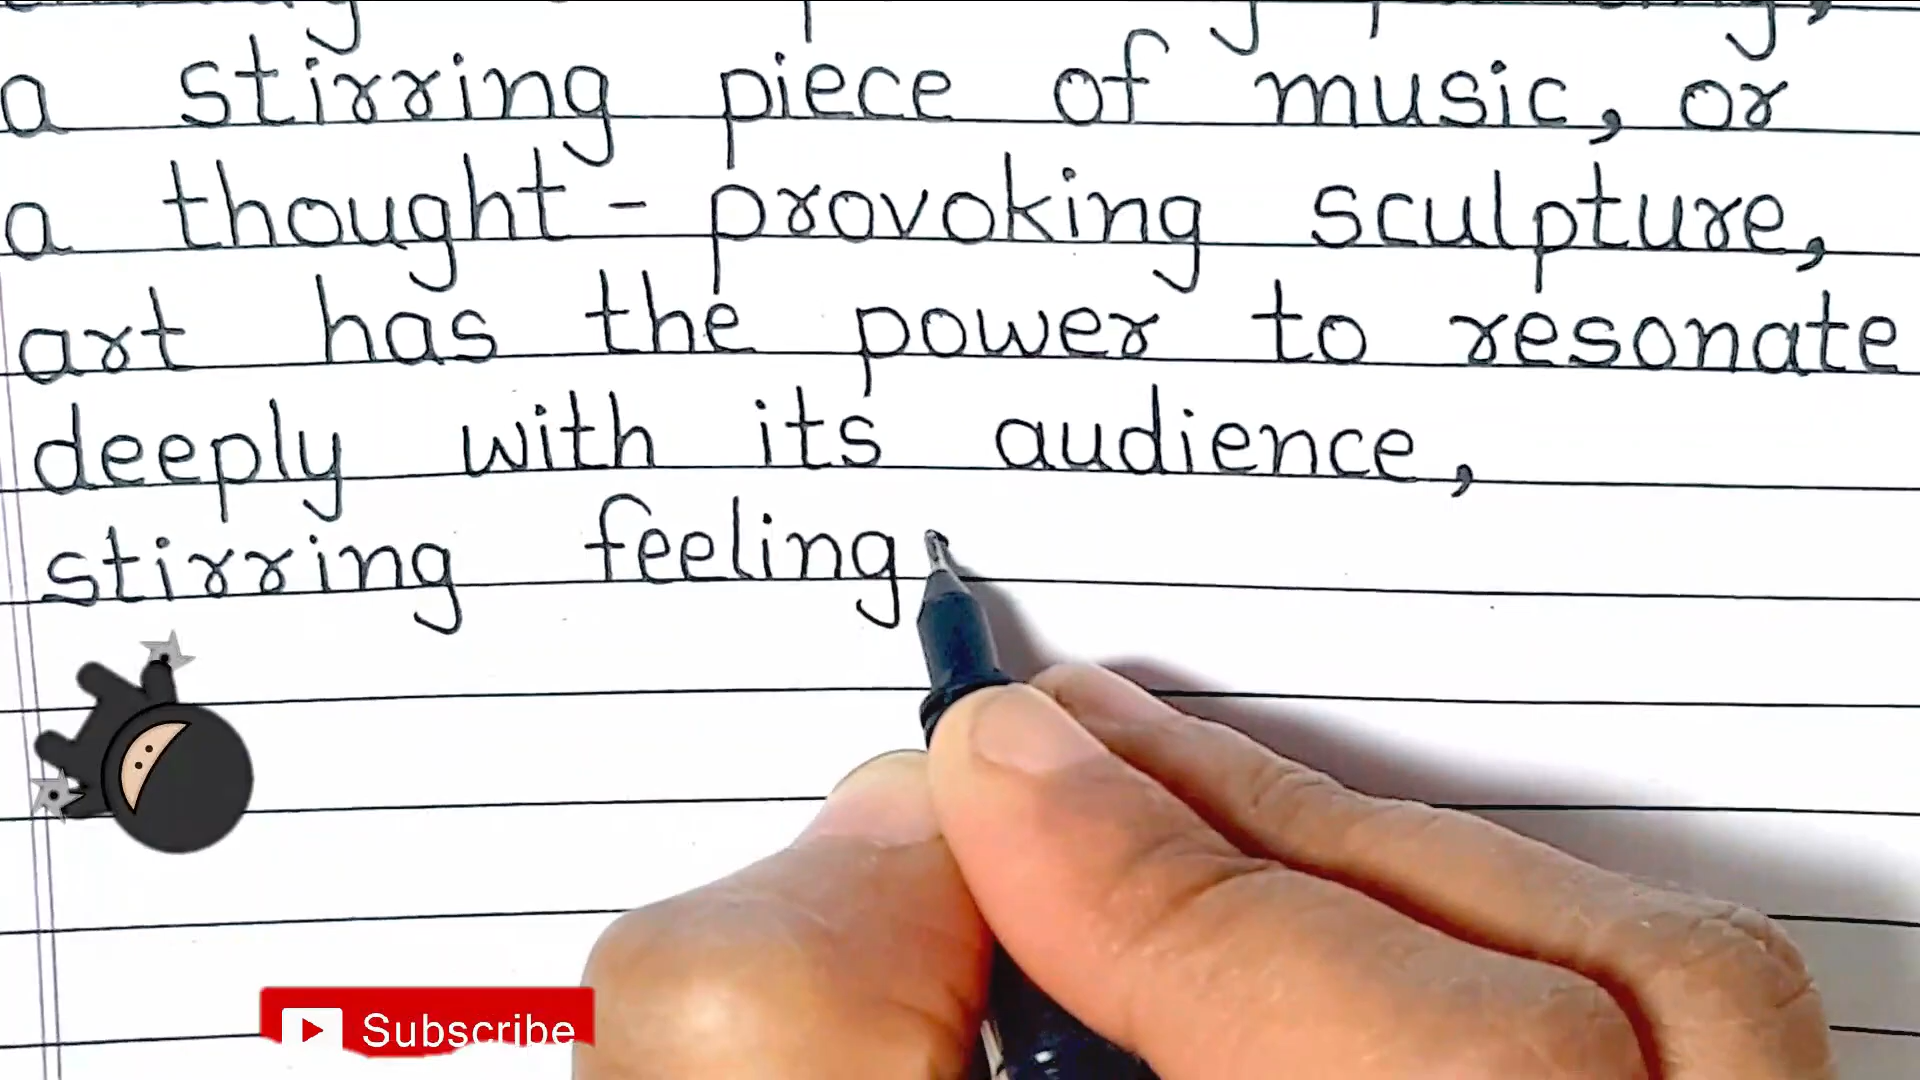 a stirring piece of music, or
a thought-provoking sculpture,
art has the power to resonate
deeply with its audience,
stirring feeling
Subscribe